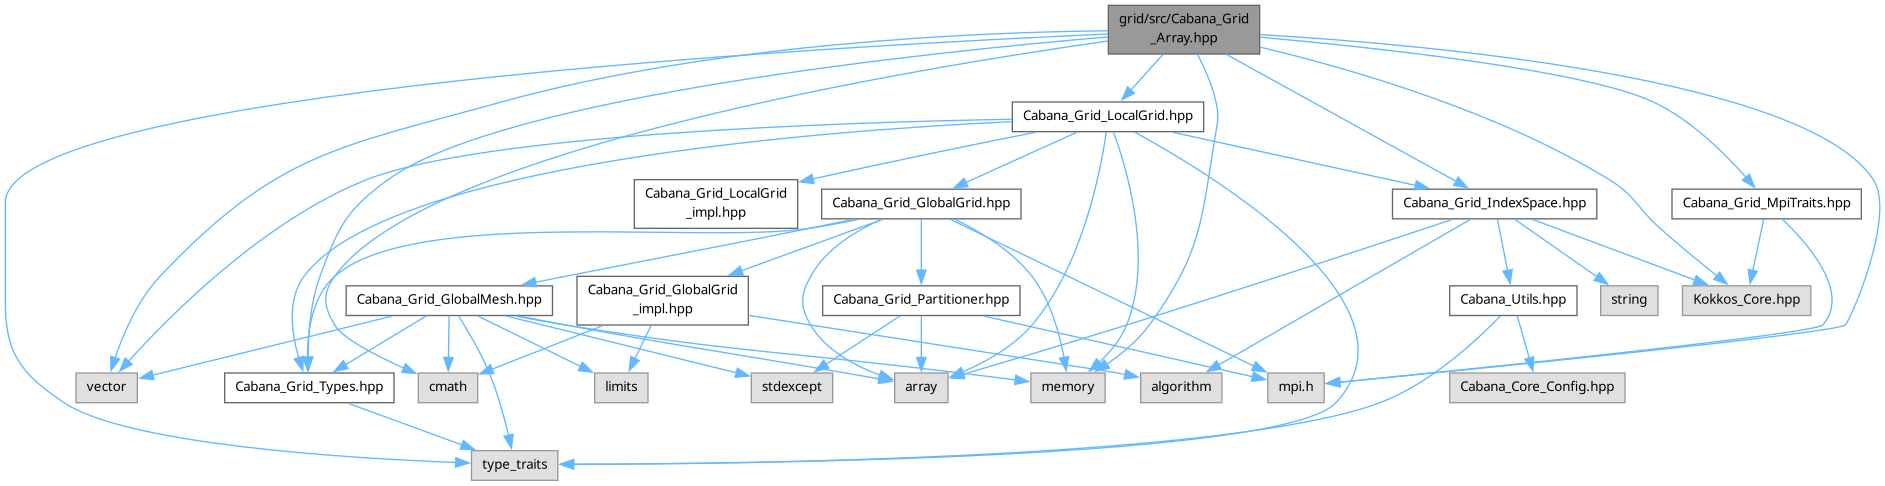 grid/src/Cabana_Grid
_Array.hpp
Cabana_Grid_LocalGrid.hpp
Cabana_Grid_LocalGrid
_impl.hpp
Cabana_Grid_GlobalGrid.hpp
Cabana_Grid_IndexSpace.hpp
Cabana_Grid_MpiTraits.hpp
Cabana_Grid_GlobalMesh.hpp
Cabana_Grid_GlobalGrid
_impl.hpp
Cabana_Grid_Partitioner.hpp
Cabana_Utils.hpp
string
Kokkos_Core.hpp
vector
Cabana_Grid_Types.hpp
cmath
limits
stdexcept
array
memory
algorithm
mpi.h
Cabana_Core_Config.hpp
type_traits